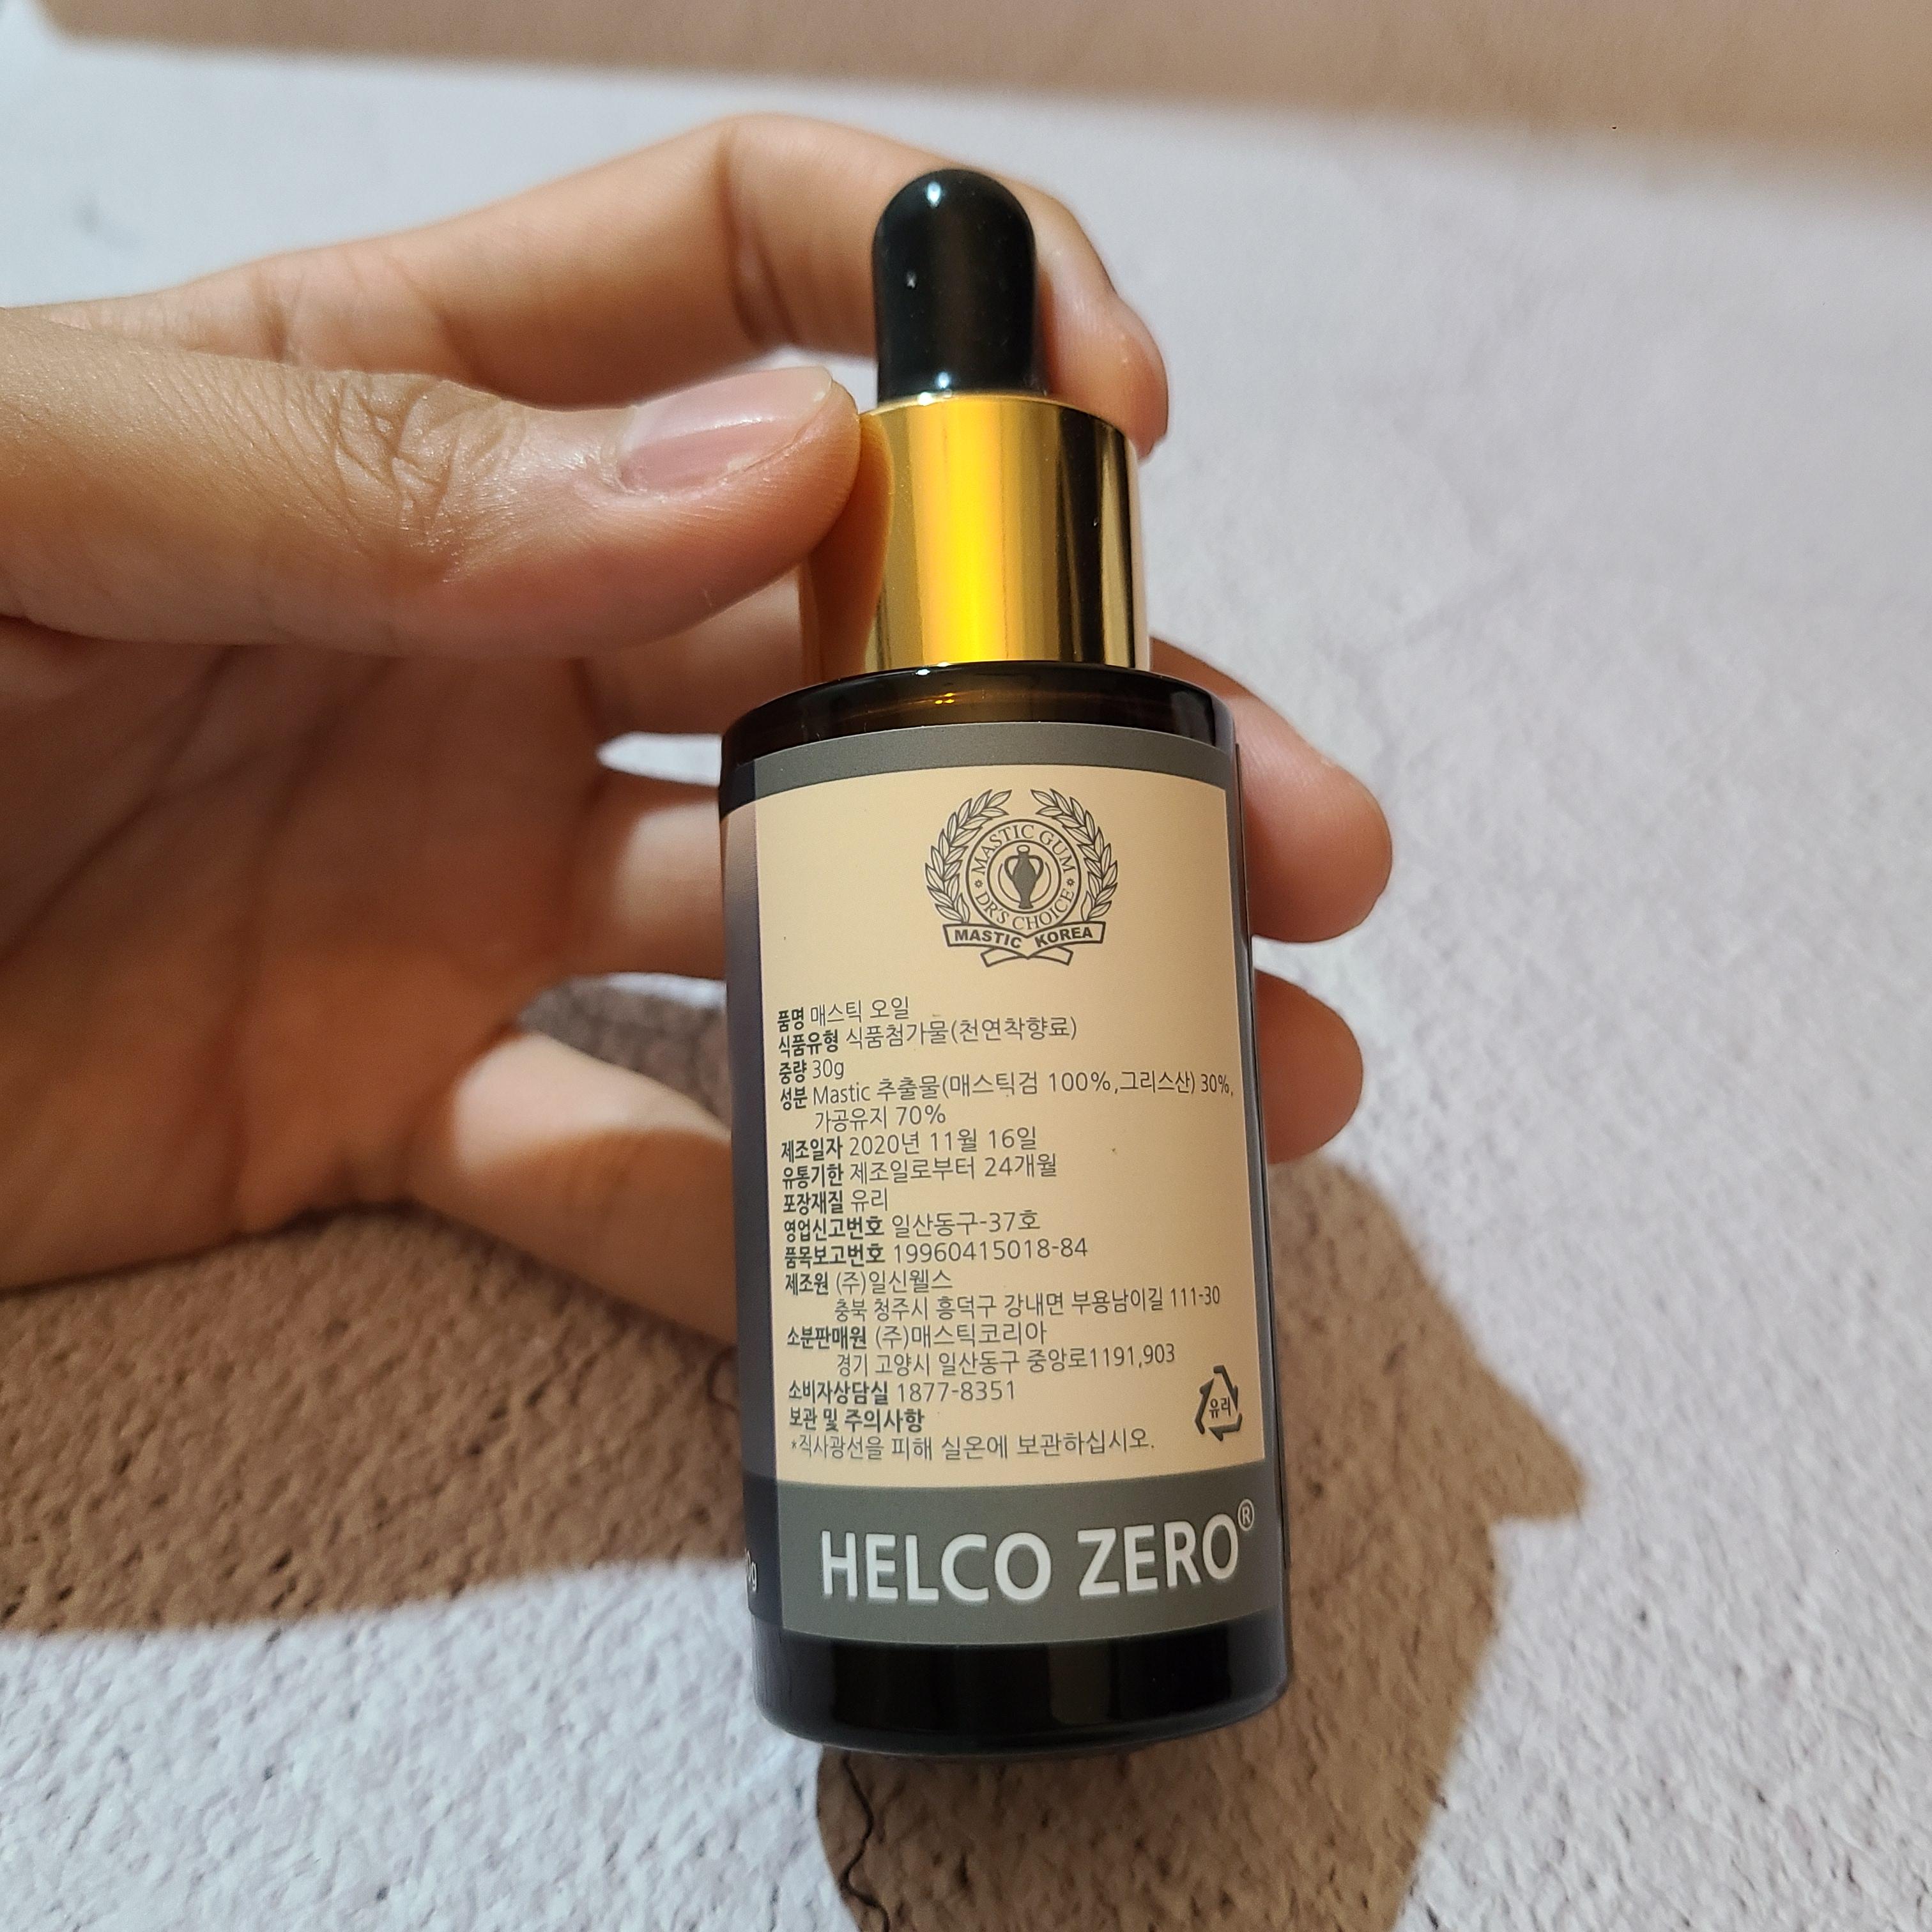 MASTIC GUM
DR'S CHOICE
MASTIC KOREA
품명 매스틱 오일
식품유형 식품첨가물(천연착향료)
중량 30g
성분 Mastic 추출물(매스틱검 100%,그리스산) 30%,
가공유지 70%
제조일자 2020년 11월 16일
유통기한 제조일로부터 24개월
포장재질 유리
영업신고번호 일산동구-37호
품목보고번호 19960415018-84
제조원 (주)일신웰스
충북 청주시 흥덕구 강내면 부용남이길 111-30
소분판매원 (주)매스틱코리아
경기 고양시 일산동구 중앙로1191,903
소비자상담실 1877-8351
보관 및 주의사항
*직사광선을 피해 실온에 보관하십시오.
유리
HELCO ZERO®